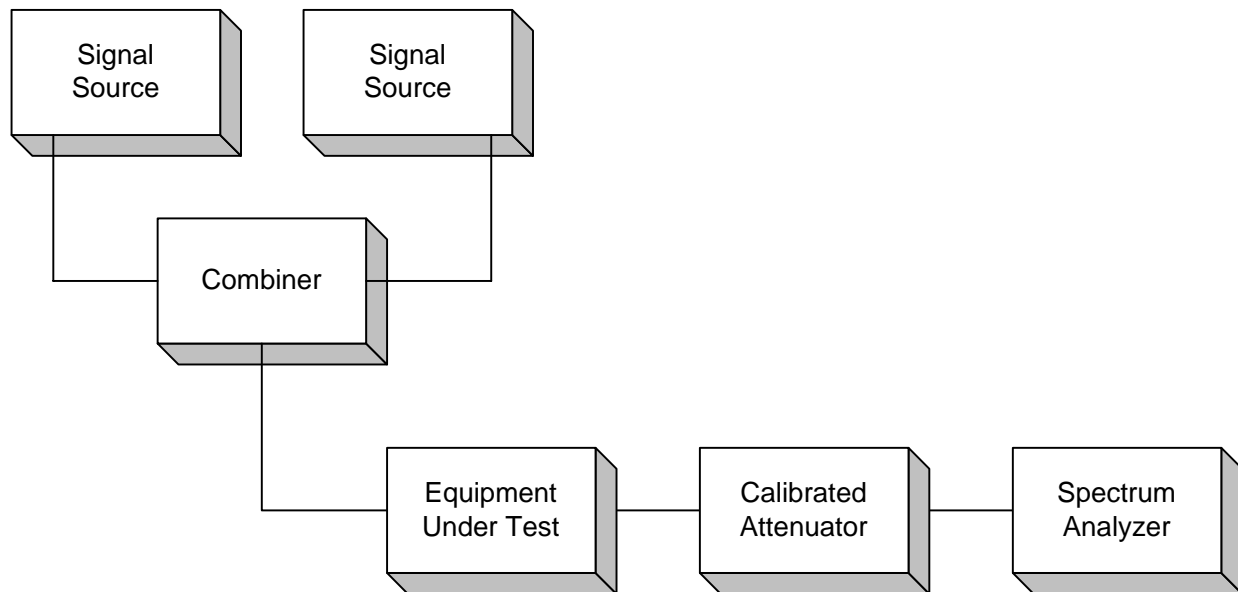 Signal
Source
Signal
Source
Combiner
Equipment
Under Test
Calibrated
Attenuator
Spectrum
Analyzer